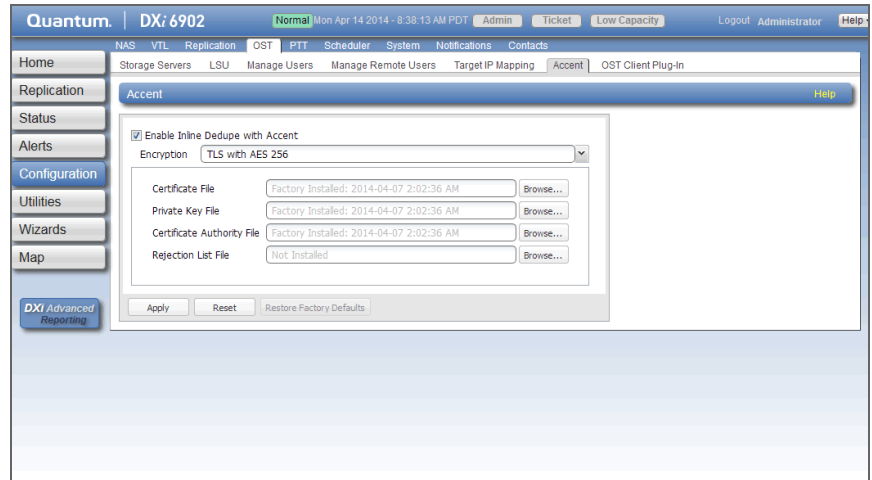 Quantum. DXi 6902 Normal Mon Apr 14 2014 - 8:38:13 AM PDT Admin Ticket Low Capacity Logout Administrator Help
NAS VTL Replication OST PTT Scheduler System Notifications Contacts
Storage Servers LSU Manage Users Manage Remote Users Target IP Mapping Accent OST Client Plug-In
Home
Replication
Status
Alerts
Configuration
Utilities
Wizards
Map
DXi Advanced
Reporting
Accent Help
Enable Inline Dedupe with Accent
Encryption TLS with AES 256
Certificate File Factory Installed: 2014-04-07 2:02:36 AM Browse...
Private Key File Factory Installed: 2014-04-07 2:02:36 AM Browse...
Certificate Authority File Factory Installed: 2014-04-07 2:02:36 AM Browse...
Rejection List File Not Installed Browse...
Apply Reset Restore Factory Defaults